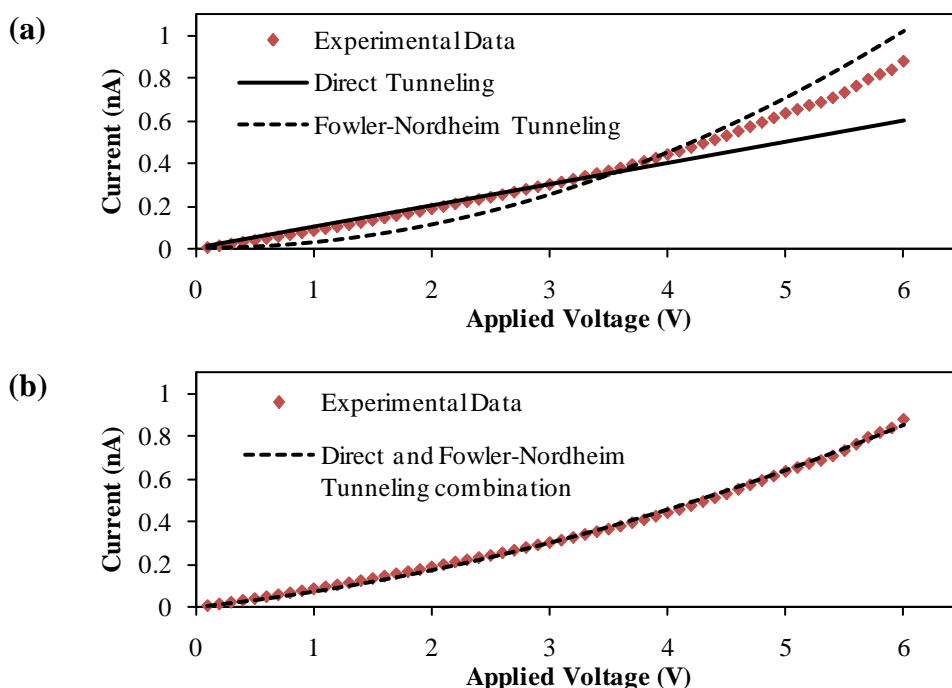 (a)
Current (nA)
1
0.8
0.6
0.4
0.2
0
Experimental Data
Direct Tunneling
Fowler-Nordheim Tunneling
0 1 2 3 4 5 6
Applied Voltage (V)
(b)
Current (nA)
1
0.8
0.6
0.4
0.2
0
Experimental Data
Direct and Fowler-Nordheim
Tunneling combination
0 1 2 3 4 5 6
Applied Voltage (V)